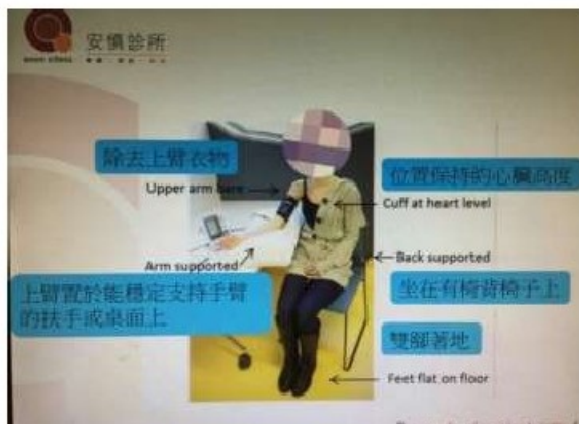 安慎診所
除去上臂衣物
Upper arm bare
位置保持的心臟高度
Cuff at heart level
Arm supported
Back supported
上臂置於能穩定支持手臂
的扶手或桌面上
坐在有椅背椅子上
雙腳著地
Feet flat on floor